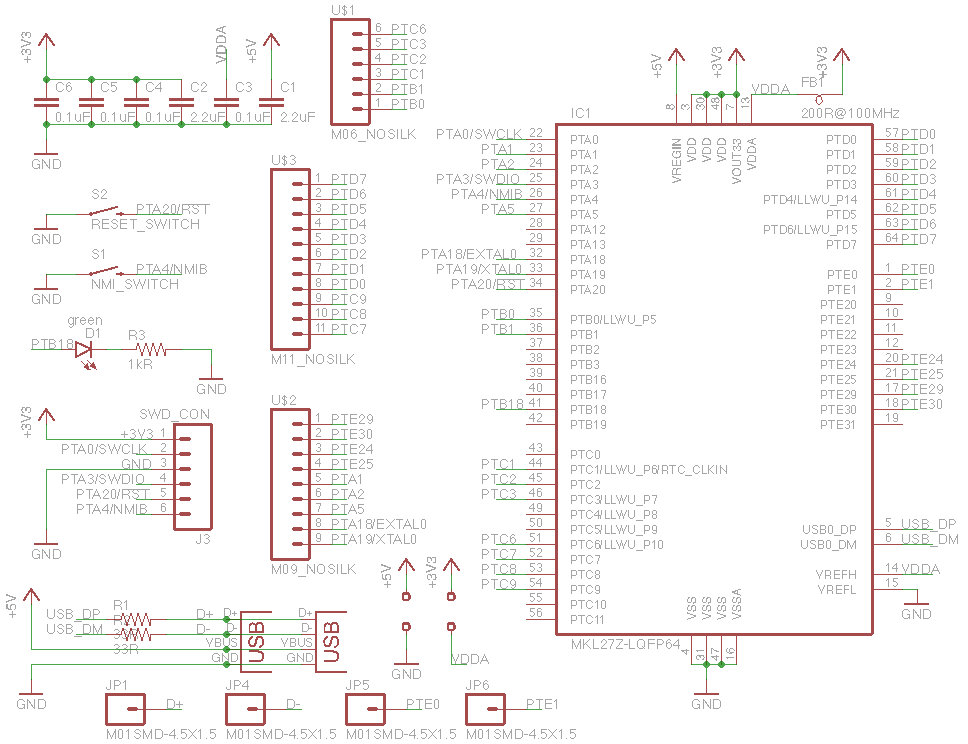 +3V3
VDDA
+5V
C6
C5
C4
C2
C3
C1
0.1uF
0.1uF
0.1uF
2.2uF
0.1uF
2.2uF
GND
U$1
6 PTC6
5 PTC3
4 PTC2
3 PTC1
2 PTB1
1 PTB0
M06_NOSILK
S2
PTA20/RST
RESET_SWITCH
GND
S1
PTA4/NMIB
NMI_SWITCH
GND
green
D1
PTB18
R3
1kR
GND
U$3
1 PTD7
2 PTD6
3 PTD5
4 PTD4
5 PTD3
6 PTD2
7 PTD1
8 PTD0
9 PTC9
10 PTC8
11 PTC7
M11_NOSILK
+3V3
SWD_CON
+3V3 1
PTA0/SWCLK 2
GND 3
PTA3/SWDIO 4
PTA20/RST 5
PTA4/NMIB 6
J3
GND
U$2
1 PTE29
2 PTE30
3 PTE24
4 PTE25
5 PTA1
6 PTA2
7 PTA5
8 PTA18/EXTAL0
9 PTA19/XTAL0
M09_NOSILK
+5V
USB_DP
USB_DM
R1
33R
D+
D-
D+
D-
VBUS
GND
USB
D+
D-
VBUS
GND
USB
GND
+5V
+3V3
GND
VDDA
JP1
D+
M01SMD-4.5X1.5
JP4
D-
M01SMD-4.5X1.5
JP5
PTE0
M01SMD-4.5X1.5
JP6
PTE1
M01SMD-4.5X1.5
+5V
+3V3
+3V3
VDDA
FB1
200R@100MHz
IC1
8
3
30
48
7
13
VREGIN
VDD
VDD
VDD
VOUT33
VDDA
PTA0/SWCLK 22 PTA0
PTA1 23 PTA1
PTA2 24 PTA2
PTA3/SWDIO 25 PTA3
PTA4/NMIB 26 PTA4
PTA5 27 PTA5
28 PTA12
29 PTA13
PTA18/EXTAL0 32 PTA18
PTA19/XTAL0 33 PTA19
PTA20/RST 34 PTA20
PTB0 35 PTB0/LLWU_P5
PTB1 36 PTB1
37 PTB2
38 PTB3
39 PTB16
40 PTB17
PTB18 41 PTB18
42 PTB19
43 PTC0
PTC1 44 PTC1/LLWU_P6/RTC_CLKIN
PTC2 45 PTC2
PTC3 46 PTC3/LLWU_P7
49 PTC4/LLWU_P8
50 PTC5/LLWU_P9
PTC6 51 PTC6/LLWU_P10
PTC7 52 PTC7
PTC8 53 PTC8
PTC9 54 PTC9
55 PTC10
56 PTC11
PTD0 57 PTD0
PTD1 58 PTD1
PTD2 59 PTD2
PTD3 60 PTD3
PTD4/LLWU_P14 61 PTD4
PTD5 62 PTD5
PTD6/LLWU_P15 63 PTD6
PTD7 64 PTD7
PTE0 1 PTE0
PTE1 2 PTE1
PTE20 9
PTE21 10
PTE22 11
PTE23 12
PTE24 20 PTE24
PTE25 21 PTE25
PTE29 17 PTE29
PTE30 18 PTE30
PTE31 19
USB0_DP 5 USB_DP
USB0_DM 6 USB_DM
VREFH 14 VDDA
VREFL 15
GND
VSS
VSS
VSS
VSSA
4
31
47
16
MKL27Z-LQFP64
GND